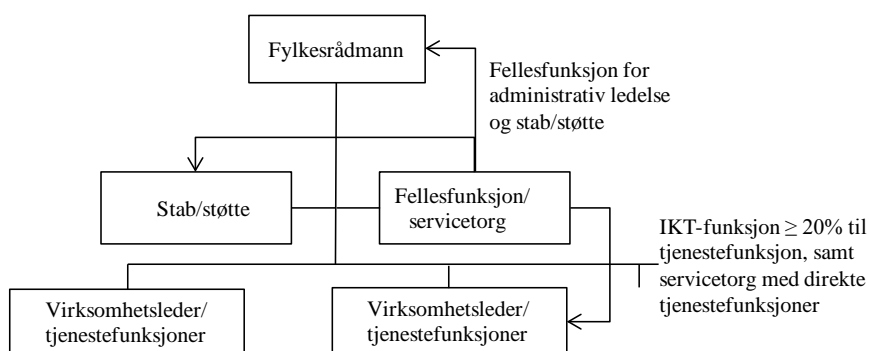 Fylkesrådmann
Fellesfunksjon for
administrativ ledelse
og stab/støtte
Stab/støtte
Fellesfunksjon/
servicetorg
IKT-funksjon ≥ 20% til
tjenestefunksjon, samt
servicetorg med direkte
tjenestefunksjoner
Virksomhetsleder/
tjenestefunksjoner
Virksomhetsleder/
tjenestefunksjoner